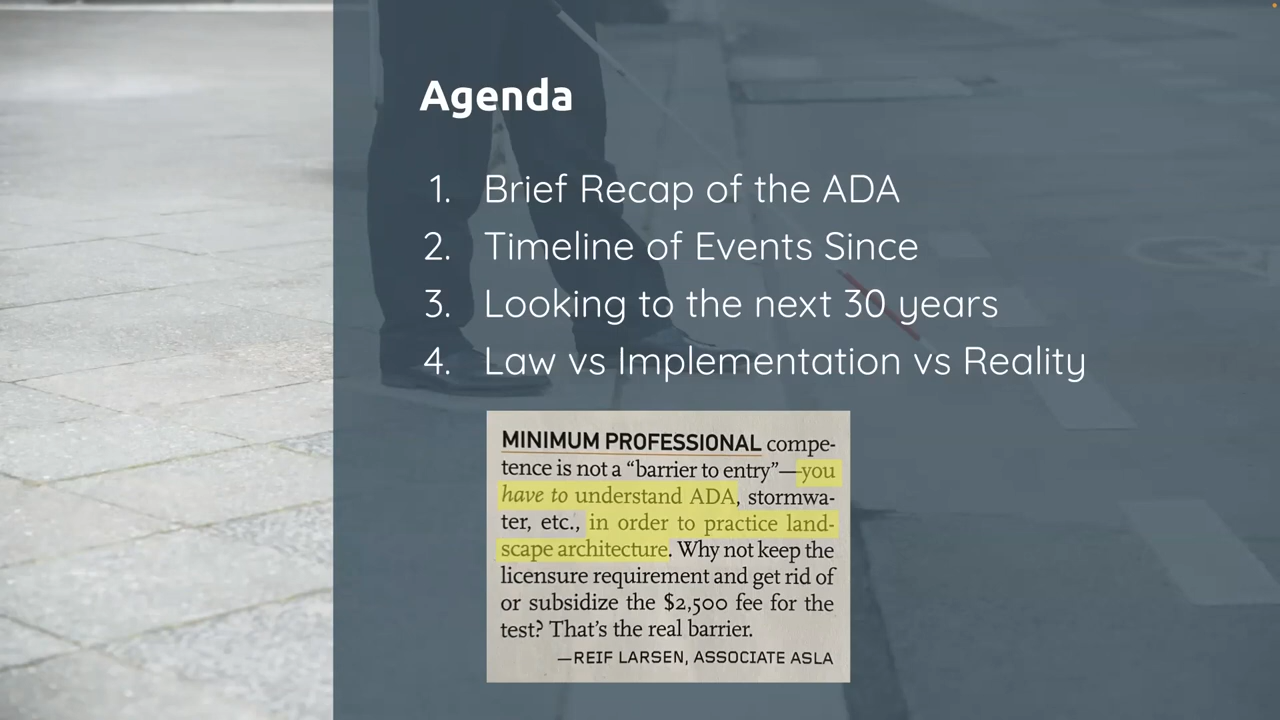 Agenda
1. Brief Recap of the ADA
2. Timeline of Events Since
3. Looking to the next 30 years
4. Law vs Implementation vs Reality
MINIMUM PROFESSIONAL compe-
tence is not a “barrier to entry”—you
have to understand ADA, stormwa-
ter, etc., in order to practice land-
scape architecture. Why not keep the
licensure requirement and get rid of
or subsidize the $2,500 fee for the
test? That’s the real barrier.
—REIF LARSEN, ASSOCIATE ASLA